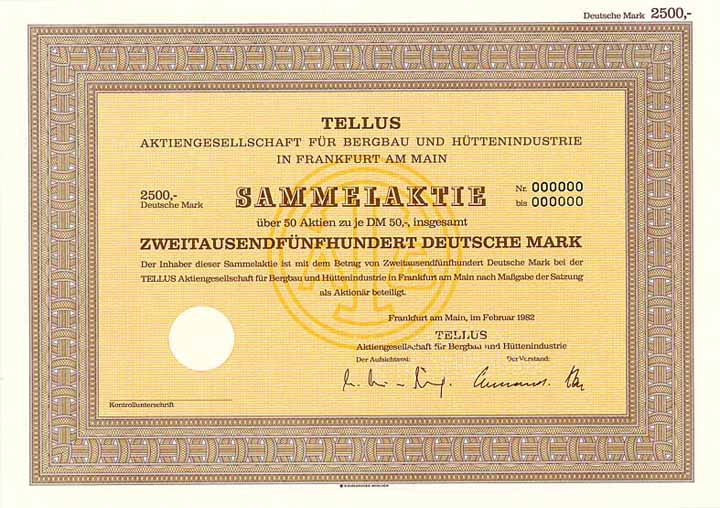 Deutsche Mark 2500,-
TELLUS
AKTIENGESELLSCHAFT FÜR BERGBAU UND HÜTTENINDUSTRIE
IN FRANKFURT AM MAIN
2500,-
Deutsche Mark
SAMMELAKTIE
Nr. 000000
bis 000000
über 50 Aktien zu je DM 50,-, insgesamt
ZWEITAUSENDFÜNFHUNDERT DEUTSCHE MARK
Der Inhaber dieser Sammelaktie ist mit dem Betrag von Zweitausendfünfhundert Deutsche Mark bei der
TELLUS Aktiengesellschaft für Bergbau und Hüttenindustrie in Frankfurt am Main nach Maßgabe der Satzung
als Aktionär beteiligt.
Frankfurt am Main, im Februar 1982
TELLUS
Aktiengesellschaft für Bergbau und Hüttenindustrie
Der Aufsichtsrat: Der Vorstand:
Kontrollunterschrift